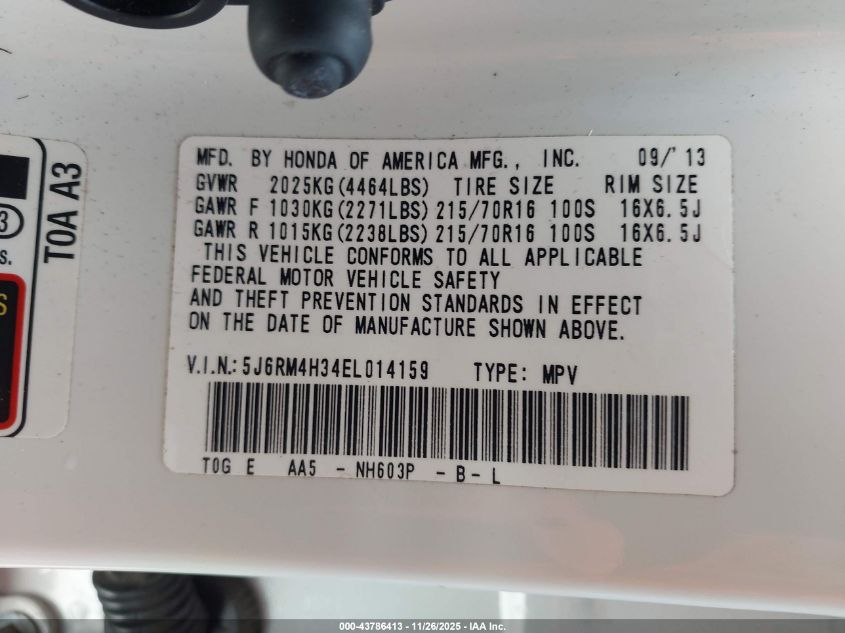 MFD. BY HONDA OF AMERICA MFG., INC. 09/'13
GVWR 2025KG(4464LBS) TIRE SIZE RIM SIZE
GAWR F 1030KG(2271LBS) 215/70R16 100S 16X6.5J
GAWR R 1015KG(2238LBS) 215/70R16 100S 16X6.5J
THIS VEHICLE CONFORMS TO ALL APPLICABLE
FEDERAL MOTOR VEHICLE SAFETY
AND THEFT PREVENTION STANDARDS IN EFFECT
ON THE DATE OF MANUFACTURE SHOWN ABOVE.
V.I.N.: 5J6RM4H34EL014159 TYPE: MPV
T0G E AA5 - NH603P - B - L
T0A A3
3
s.
S
000-43786413 - 11/26/2025 - IAA Inc.